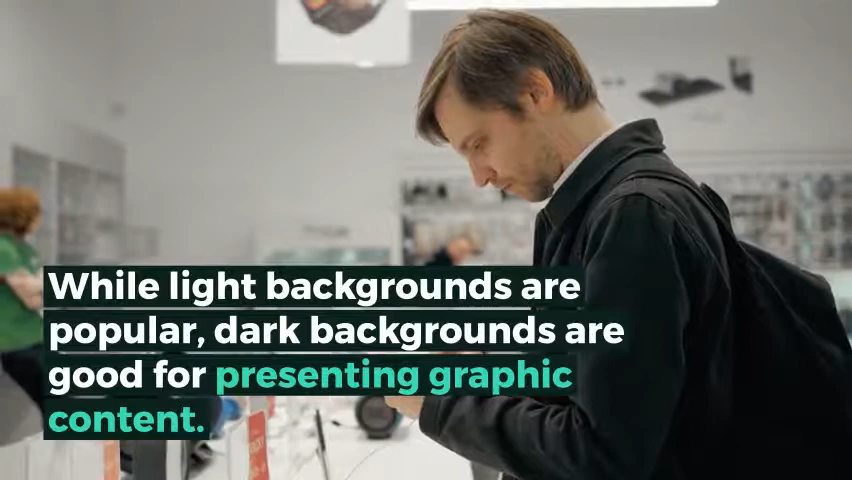 While light backgrounds are
popular, dark backgrounds are
good for presenting graphic
content.